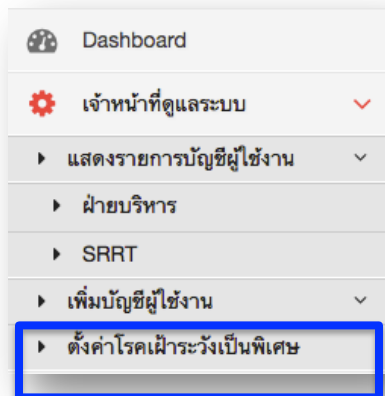 Dashboard
เจ้าหน้าที่ดูแลระบบ
แสดงรายการบัญชีผู้ใช้งาน
ฝ่ายบริหาร
SRRT
เพิ่มบัญชีผู้ใช้งาน
ตั้งค่าโรคเฝ้าระวังเป็นพิเศษ